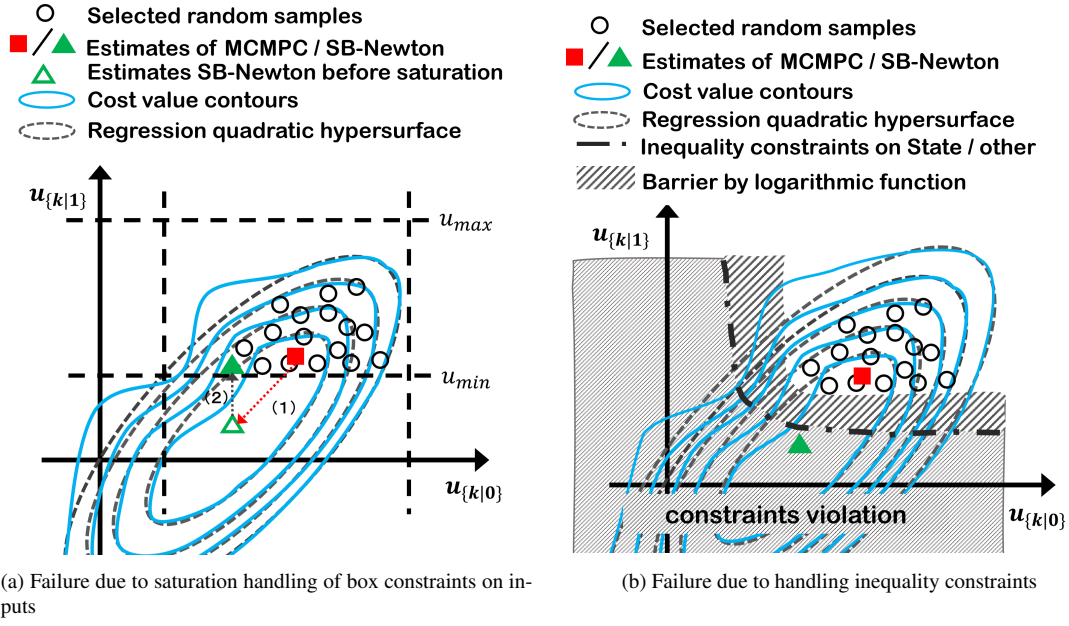 Selected random samples
/ Estimates of MCMPC / SB-Newton
Estimates SB-Newton before saturation
Cost value contours
Regression quadratic hypersurface
u{k|1}
umax
umin
(2)
(1)
u{k|0}
(a) Failure due to saturation handling of box constraints on in-
puts
Selected random samples
/ Estimates of MCMPC / SB-Newton
Cost value contours
Regression quadratic hypersurface
Inequality constraints on State / other
Barrier by logarithmic function
u{k|1}
constraints violation
u{k|0}
(b) Failure due to handling inequality constraints